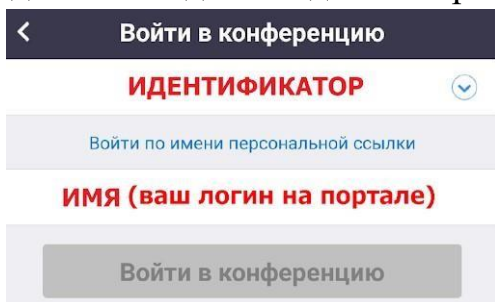 Войти в конференцию
ИДЕНТИФИКАТОР
Войти по имени персональной ссылки
ИМЯ (ваш логин на портале)
Войти в конференцию